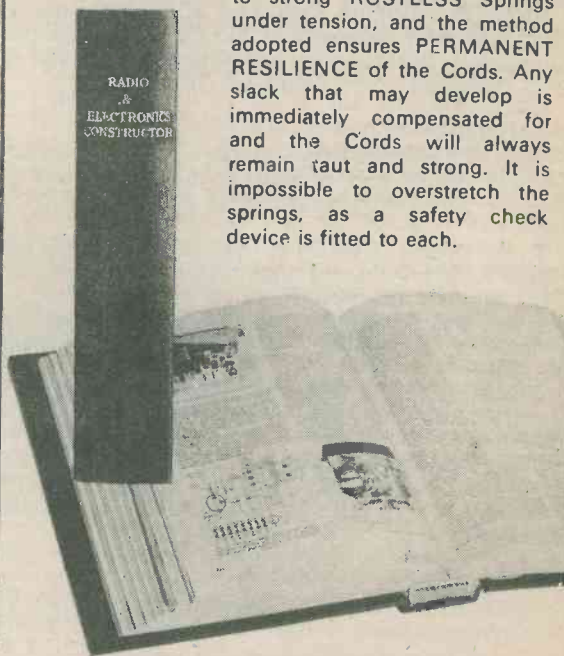 to strong RUSTLESS Springs
under tension, and the method
adopted ensures PERMANENT
RESILIENCE of the Cords. Any
slack that may develop is
immediately compensated for
and the Cords will always
remain taut and strong. It is
impossible to overstretch the
springs, as a safety check
device is fitted to each.
RADIO
&
ELECTRONICS
CONSTRUCTOR